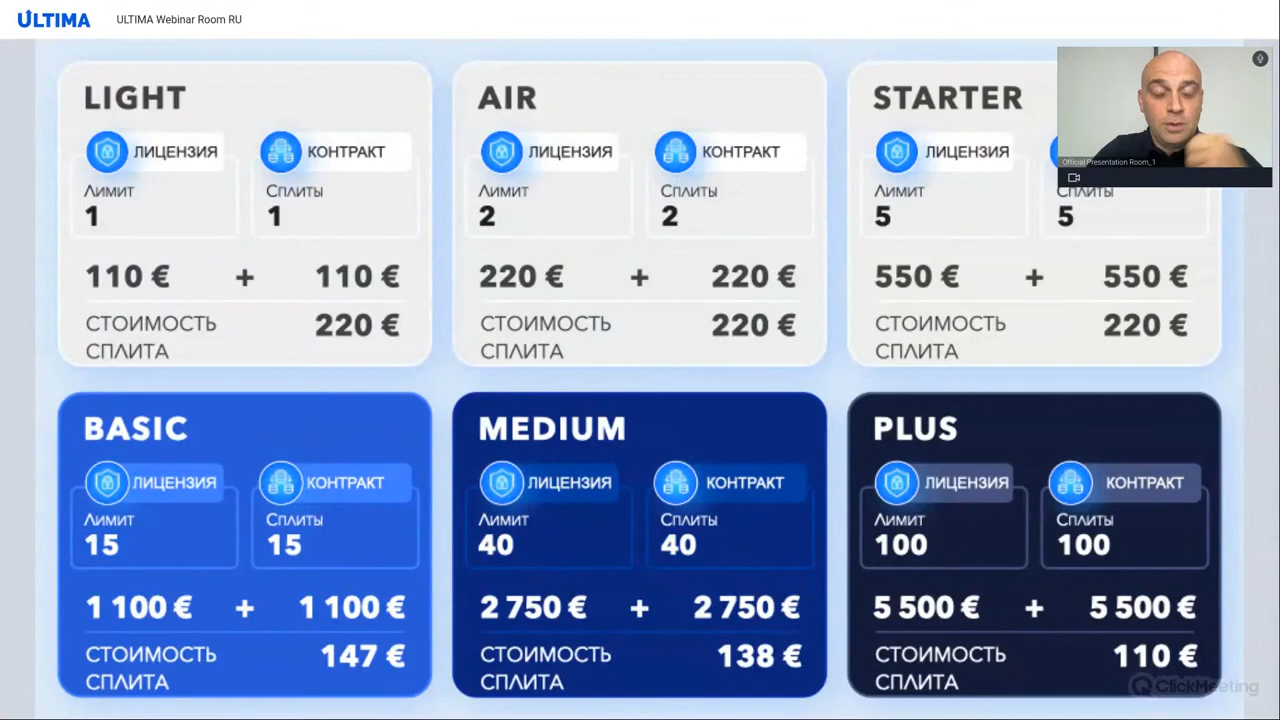 ULTIMA
ULTIMA Webinar Room RU
LIGHT
ЛИЦЕНЗИЯ
КОНТРАКТ
Лимит
1
Сплиты
1
110 € + 110 €
СТОИМОСТЬ СПЛИТА
220 €
AIR
ЛИЦЕНЗИЯ
КОНТРАКТ
Лимит
2
Сплиты
2
220 € + 220 €
СТОИМОСТЬ СПЛИТА
220 €
STARTER
ЛИЦЕНЗИЯ
Лимит
5
Сплиты
5
550 € + 550 €
СТОИМОСТЬ СПЛИТА
220 €
Official Presentation Room_1
BASIC
ЛИЦЕНЗИЯ
КОНТРАКТ
Лимит
15
Сплиты
15
1 100 € + 1 100 €
СТОИМОСТЬ СПЛИТА
147 €
MEDIUM
ЛИЦЕНЗИЯ
КОНТРАКТ
Лимит
40
Сплиты
40
2 750 € + 2 750 €
СТОИМОСТЬ СПЛИТА
138 €
PLUS
ЛИЦЕНЗИЯ
КОНТРАКТ
Лимит
100
Сплиты
100
5 500 € + 5 500 €
СТОИМОСТЬ СПЛИТА
110 €
ClickMeeting